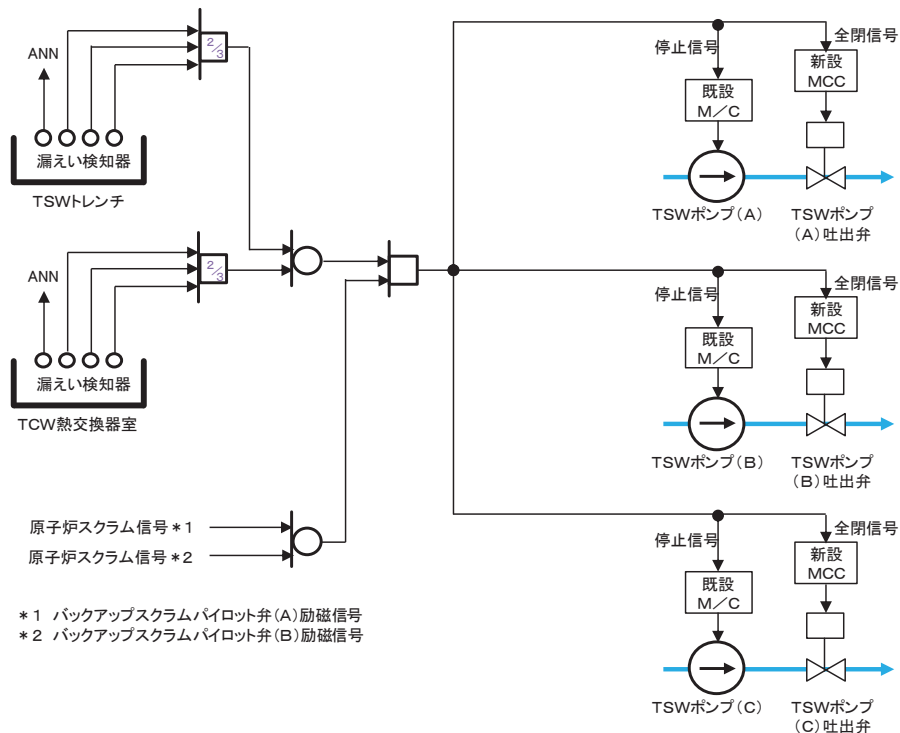 ANN
2/3
漏えい検知器
TSWトレンチ
ANN
2/3
漏えい検知器
TCW熱交換器室
原子炉スクラム信号*1
原子炉スクラム信号*2
*1 バックアップスクラムパイロット弁(A)励磁信号
*2 バックアップスクラムパイロット弁(B)励磁信号
停止信号
全閉信号
既設
M/C
新設
MCC
TSWポンプ(A)
TSWポンプ
(A)吐出弁
停止信号
全閉信号
既設
M/C
新設
MCC
TSWポンプ(B)
TSWポンプ
(B)吐出弁
停止信号
全閉信号
既設
M/C
新設
MCC
TSWポンプ(C)
TSWポンプ
(C)吐出弁